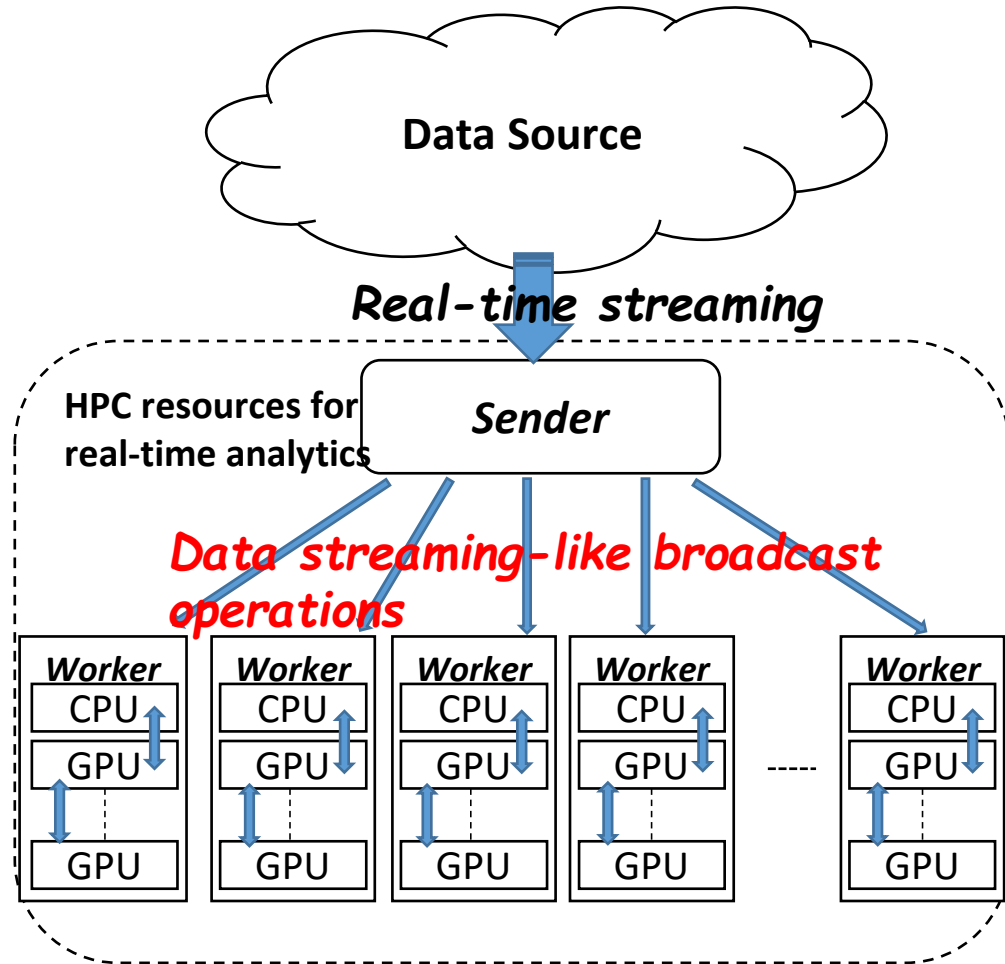 Data Source
Real-time streaming
HPC resources for
real-time analytics
Sender
Data streaming-like broadcast
operations
Worker
CPU
GPU
GPU
Worker
CPU
GPU
GPU
Worker
CPU
GPU
GPU
Worker
CPU
GPU
GPU
Worker
CPU
GPU
GPU